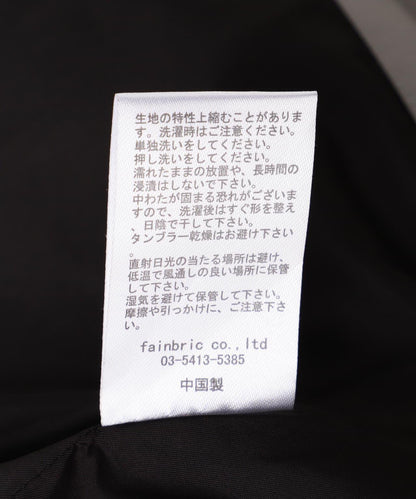 生地の特性上縮むことがありま
す。洗濯時はご注意ください。
単独洗いをしてください。
押し洗いをしてください。
濡れたままの放置や、長時間の
浸漬はしないで下さい。
中わたが固まる恐れがございま
すので、洗濯後はすぐ形を整え
、日陰で干して下さい。
タンブラー乾燥はお避け下さい
.
直射日光の当たる場所は避け、
低温で風通しの良い場所に保管
して下さい。
湿気を避けて保管して下さい。
摩擦や引っかけに、ご注意下さ
い。
fainbric co.,ltd
03-5413-5385
中国製